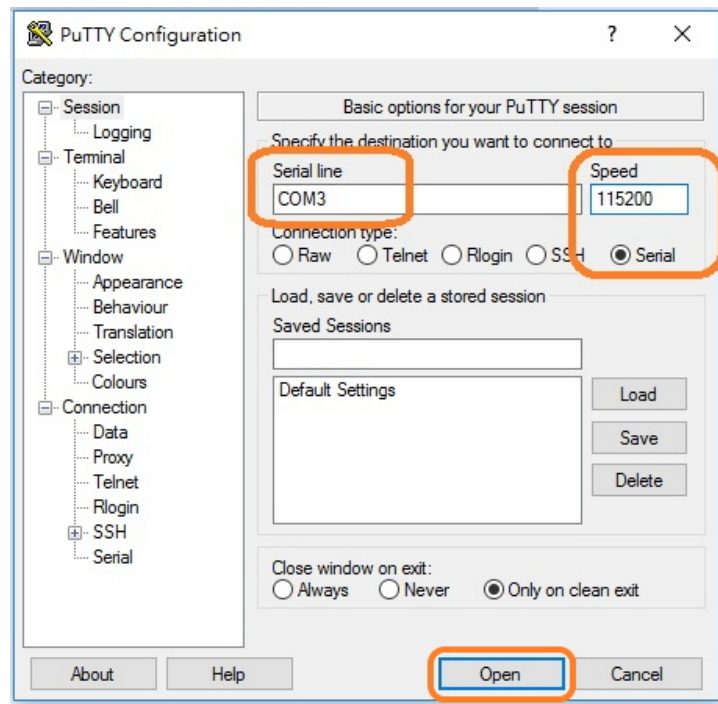 PuTTY Configuration
? X
Category:
Session
Logging
Terminal
Keyboard
Bell
Features
Window
Appearance
Behaviour
Translation
Selection
Colours
Connection
Data
Proxy
Telnet
Rlogin
SSH
Serial
Basic options for your PuTTY session
Specify the destination you want to connect to
Serial line Speed
COM3 115200
Connection type:
Raw Telnet Rlogin SSH Serial
Load, save or delete a stored session
Saved Sessions
Default Settings
Load
Save
Delete
Close window on exit:
Always Never Only on clean exit
About Help Open Cancel